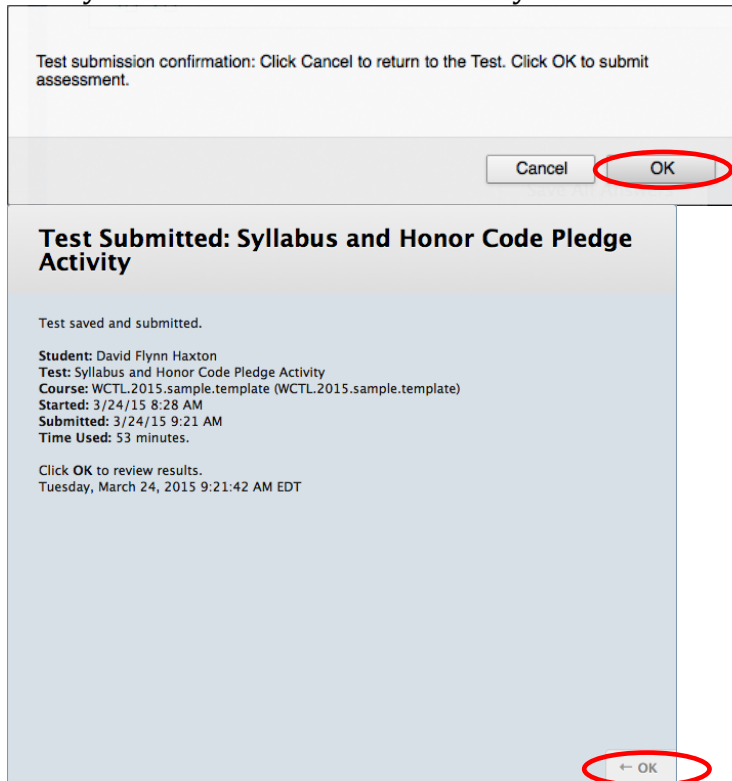 Test submission confirmation: Click Cancel to return to the Test. Click OK to submit
assessment.
Cancel OK
Test Submitted: Syllabus and Honor Code Pledge
Activity
Test saved and submitted.
Student: David Flynn Haxton
Test: Syllabus and Honor Code Pledge Activity
Course: WCTL.2015.sample.template (WCTL.2015.sample.template)
Started: 3/24/15 8:28 AM
Submitted: 3/24/15 9:21 AM
Time Used: 53 minutes.
Click OK to review results.
Tuesday, March 24, 2015 9:21:42 AM EDT
← OK